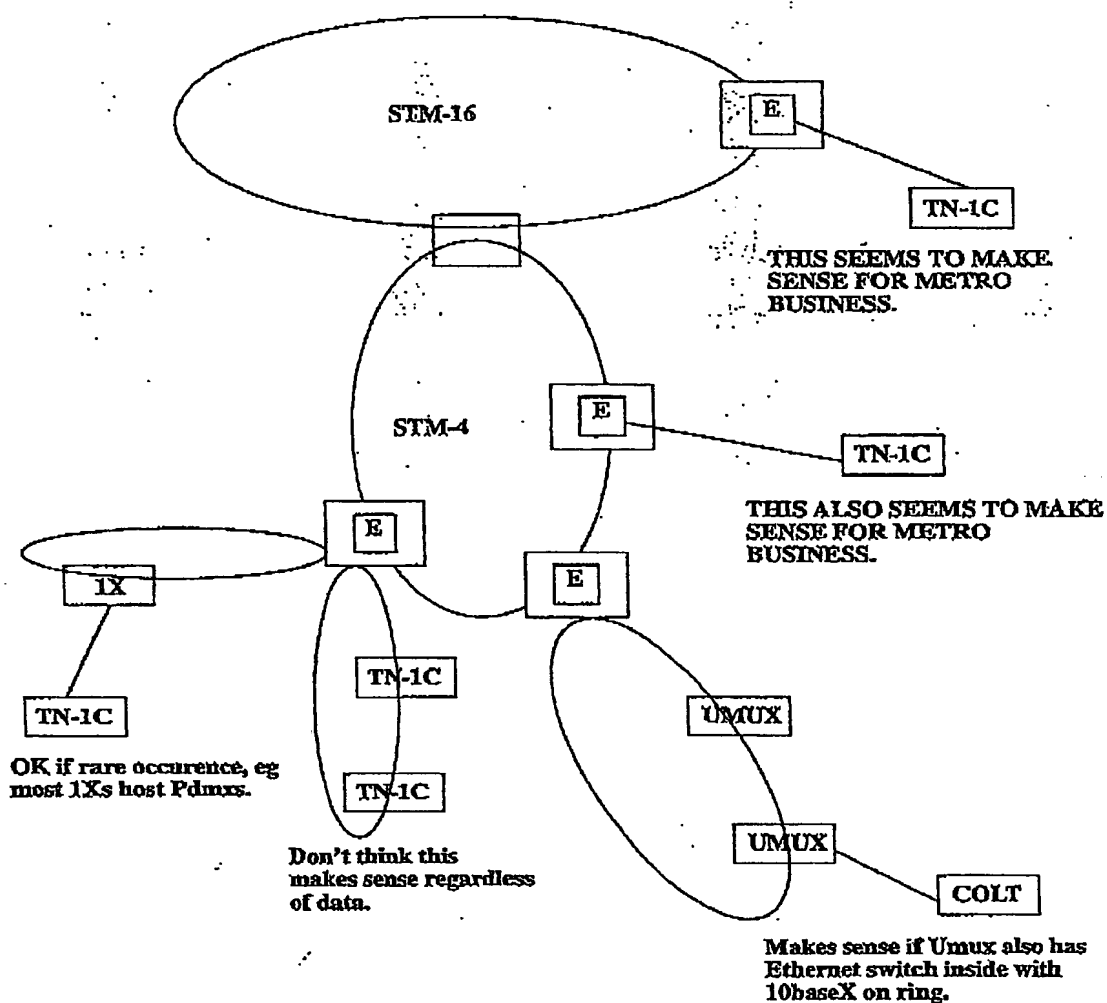 STM-16
E
TN-1C
THIS SEEMS TO MAKE
SENSE FOR METRO
BUSINESS.
STM-4
E
TN-1C
THIS ALSO SEEMS TO MAKE
SENSE FOR METRO
BUSINESS.
E
E
1X
TN-1C
OK if rare occurence, eg
most 1Xs host Pdmxs.
TN-1C
TN-1C
Don't think this
makes sense regardless
of data.
UMUX
UMUX
COLT
Makes sense if Umux also has
Ethernet switch inside with
10baseX on ring.